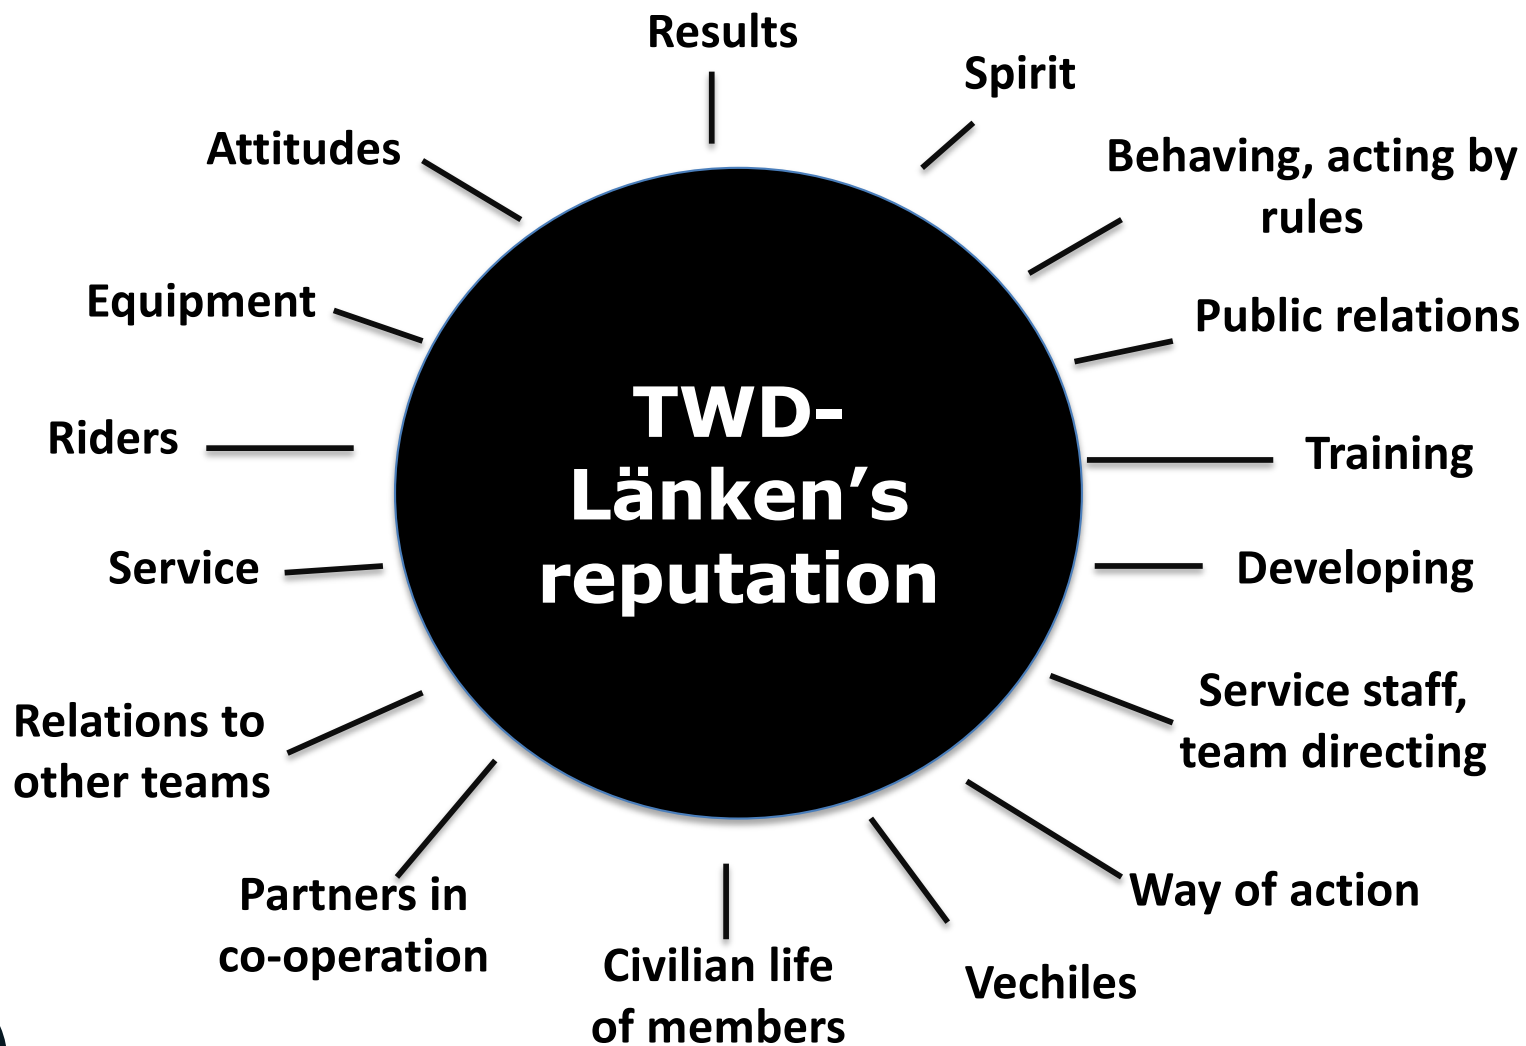 Results
Spirit
Attitudes
Behaving, acting by
rules
Equipment
Public relations
TWD-
Länken’s
reputation
Riders
Training
Service
Developing
Relations to
other teams
Service staff,
team directing
Partners in
co-operation
Way of action
Civilian life
of members
Vechiles